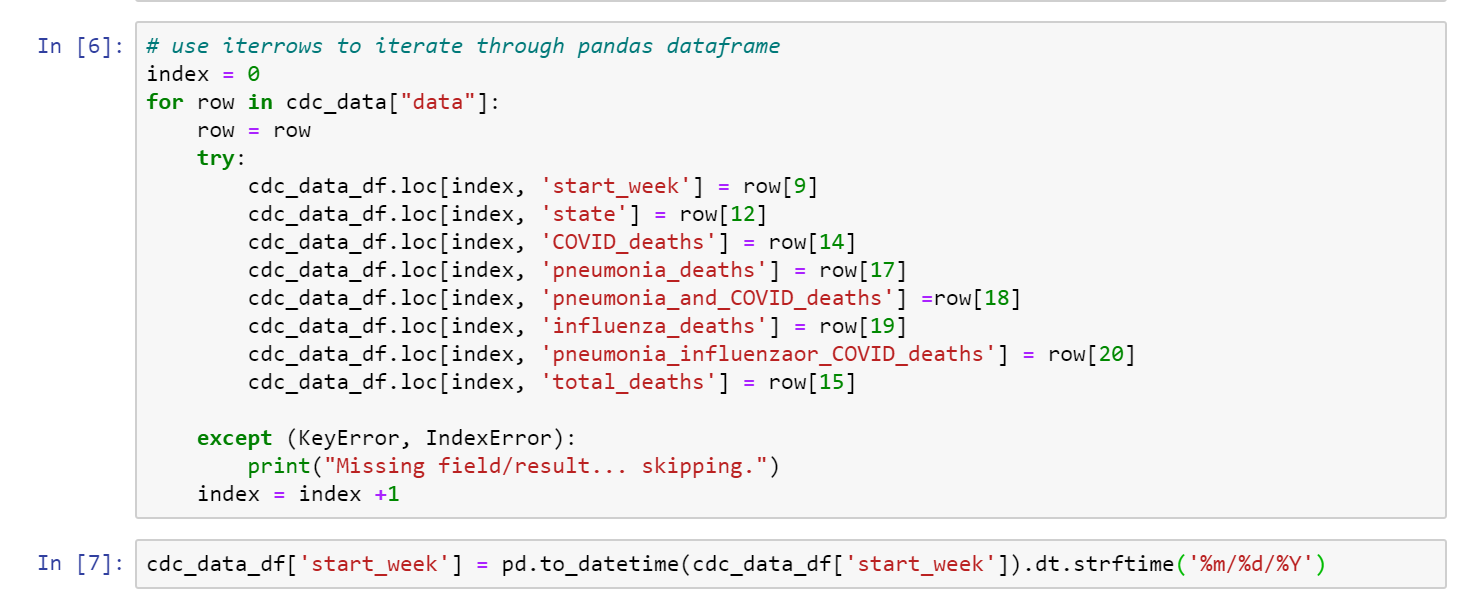 In [6]: # use iterrows to iterate through pandas dataframe
index = 0
for row in cdc_data["data"]:
    row = row
    try:
        cdc_data_df.loc[index, 'start_week'] = row[9]
        cdc_data_df.loc[index, 'state'] = row[12]
        cdc_data_df.loc[index, 'COVID_deaths'] = row[14]
        cdc_data_df.loc[index, 'pneumonia_deaths'] = row[17]
        cdc_data_df.loc[index, 'pneumonia_and_COVID_deaths'] =row[18]
        cdc_data_df.loc[index, 'influenza_deaths'] = row[19]
        cdc_data_df.loc[index, 'pneumonia_influenzaor_COVID_deaths'] = row[20]
        cdc_data_df.loc[index, 'total_deaths'] = row[15]
    except (KeyError, IndexError):
        print("Missing field/result... skipping.")
    index = index +1
In [7]: cdc_data_df['start_week'] = pd.to_datetime(cdc_data_df['start_week']).dt.strftime('%m/%d/%Y')